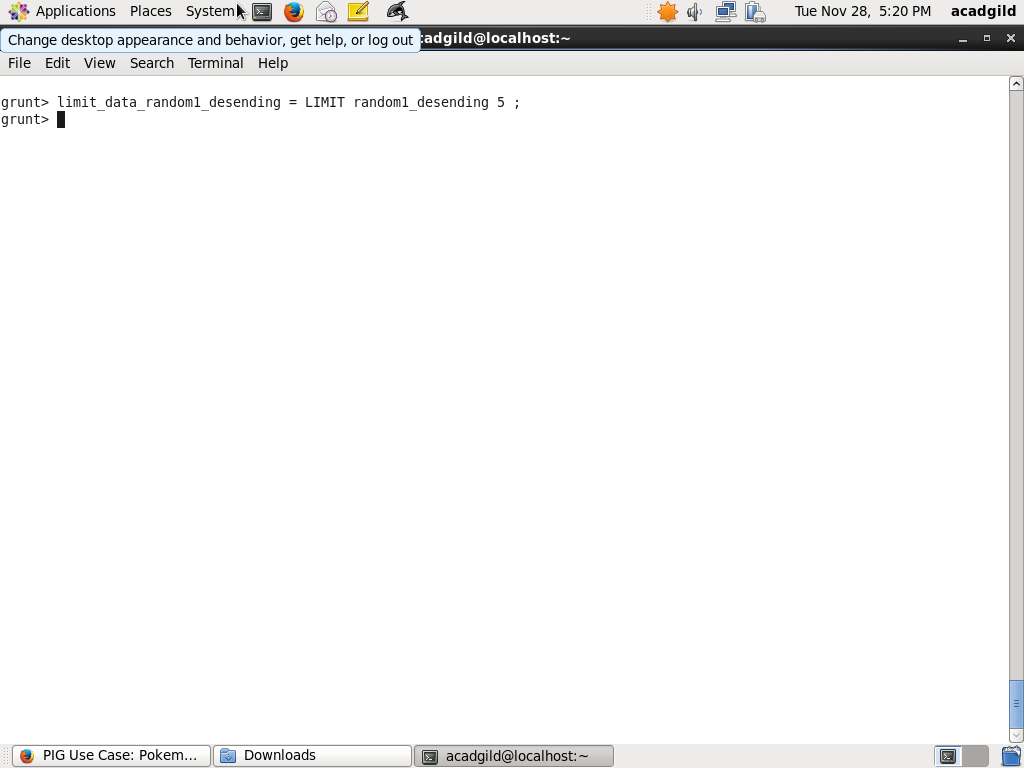 Applications Places System Tue Nov 28, 5:20 PM acadgild
Change desktop appearance and behavior, get help, or log out
cadgild@localhost:~
File Edit View Search Terminal Help
grunt> limit_data_random1_desending = LIMIT random1_desending 5 ;
grunt>
PIG Use Case: Pokem... Downloads acadgild@localhost:~